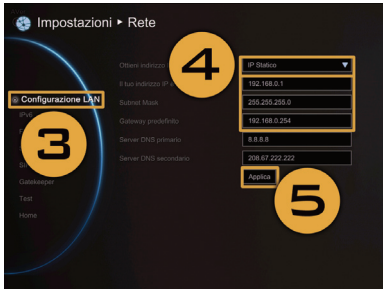 Impostazioni ▸ Rete
4
Ottieni indirizzo
IP Statico
Il tuo indirizzo IP è
192.168.0.1
Configurazione LAN
Subnet Mask
255.255.255.0
IPv6
Gateway predefinito
192.168.0.254
3
Server DNS primario
8.8.8.8
Server DNS secondario
208.67.222.222
Gatekeeper
Applica
5
Test
Home